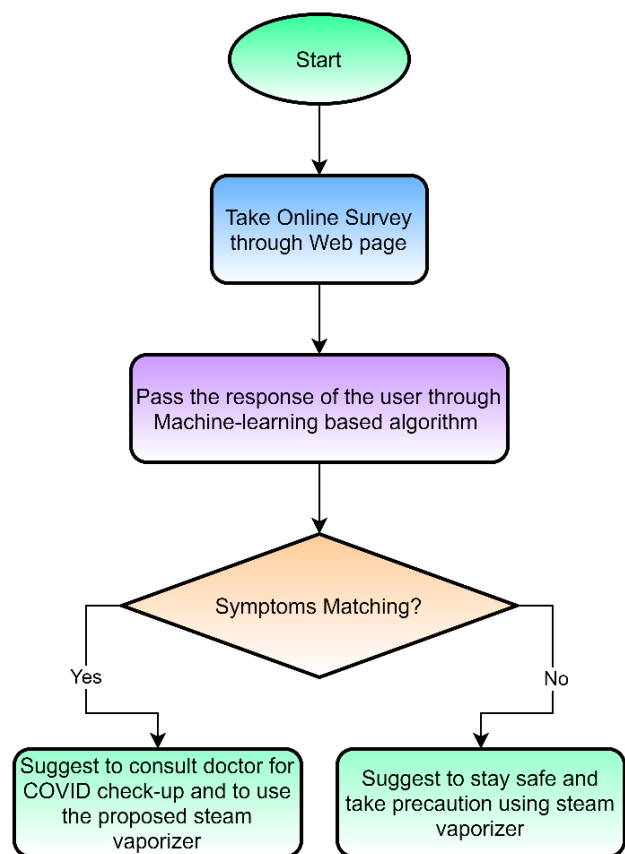 Start
Take Online Survey
through Web page
Pass the response of the user through
Machine-learning based algorithm
Symptoms Matching?
Yes
No
Suggest to consult doctor for
COVID check-up and to use
the proposed steam
vaporizer
Suggest to stay safe and
take precaution using steam
vaporizer